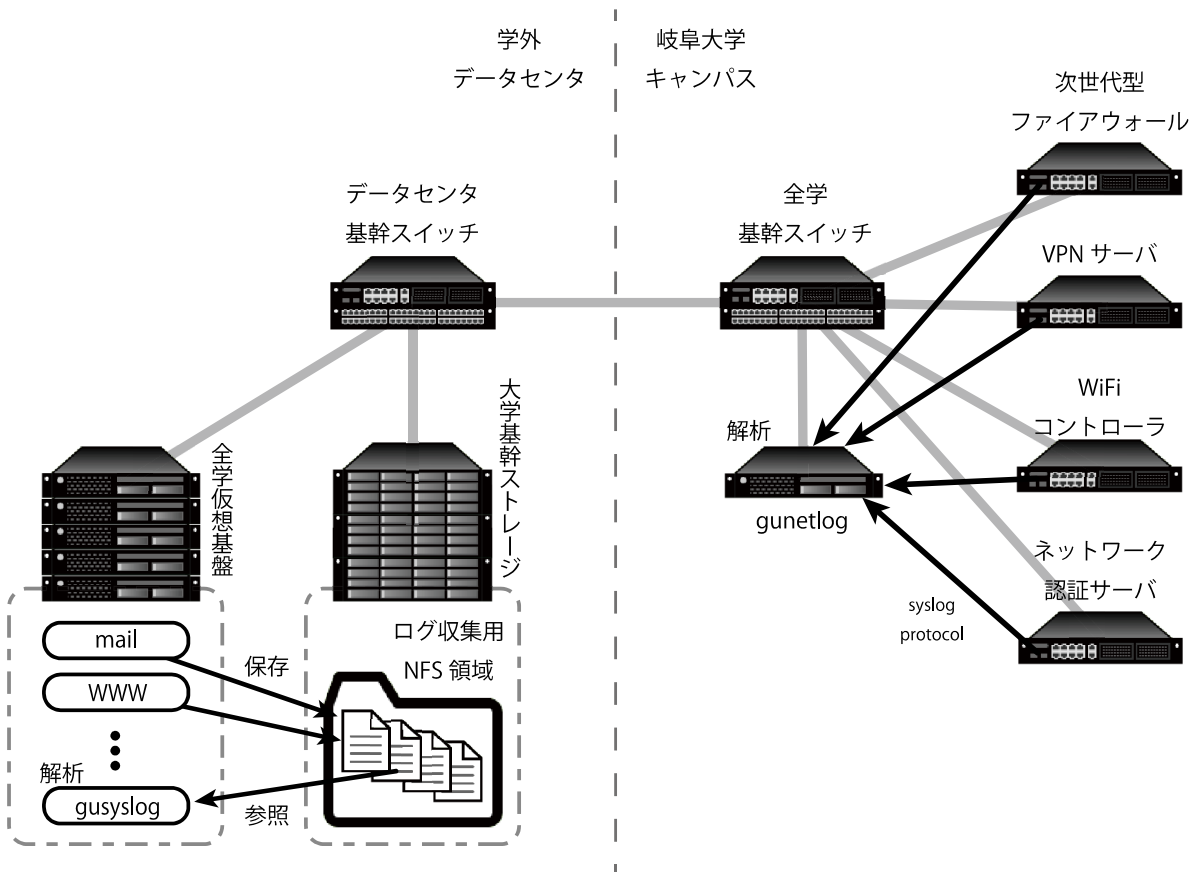 学外
データセンタ
岐阜大学
キャンパス
次世代型
ファイアウォール
データセンタ
基幹スイッチ
全学
基幹スイッチ
VPN サーバ
WiFi
コントローラ
解析
gunetlog
ネットワーク
認証サーバ
syslog
protocol
全学仮想基盤
大学基幹ストレージ
mail
WWW
解析
gusyslog
保存
参照
ログ収集用
NFS 領域